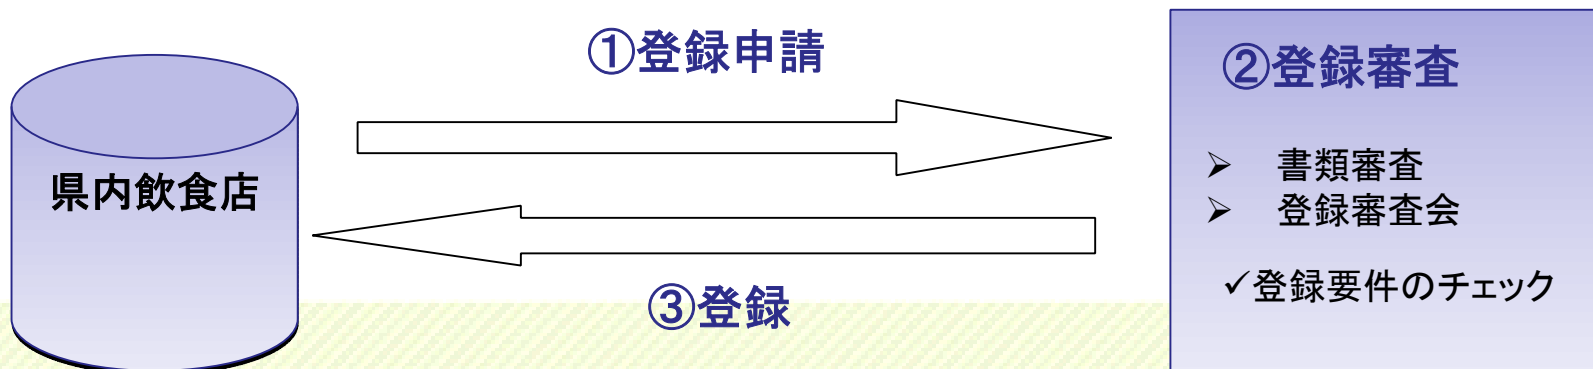 ①登録申請
県内飲食店
③登録
②登録審査
➢ 書類審査
➢ 登録審査会
✓登録要件のチェック